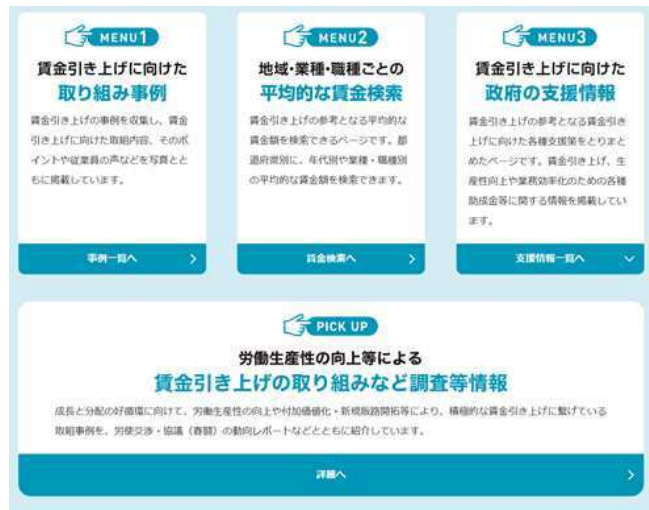 MENU1
賃金引き上げに向けた
取り組み事例
賃金引き上げの事例を収集し、賃金
引き上げに向けた取組内容、そのポ
イントや従業員の声などを写真とと
もに掲載しています。
事例一覧へ
MENU2
地域・業種・職種ごとの
平均的な賃金検索
賃金引き上げの参考となる平均的な
賃金額を検索できるページです。都
道府県別に、年代別や業種・職種別
の平均的な賃金額を検索できます。
賃金検索へ
MENU3
賃金引き上げに向けた
政府の支援情報
賃金引き上げの参考となる賃金引き
上げに向けた各種支援策をとりまと
めたページです。賃金引き上げ、生
産性向上や業務効率化のための各種
助成金等に関する情報を掲載してい
ます。
支援情報一覧へ
PICK UP
労働生産性の向上等による
賃金引き上げの取り組みなど調査等情報
成長と分配の好循環に向けて、労働生産性の向上や付加価値化・新規販路開拓等により、積極的な賃金引き上げに繋げている
取組事例を、労使交渉・協議（春闘）の動向レポートなどとともに紹介しています。
詳細へ